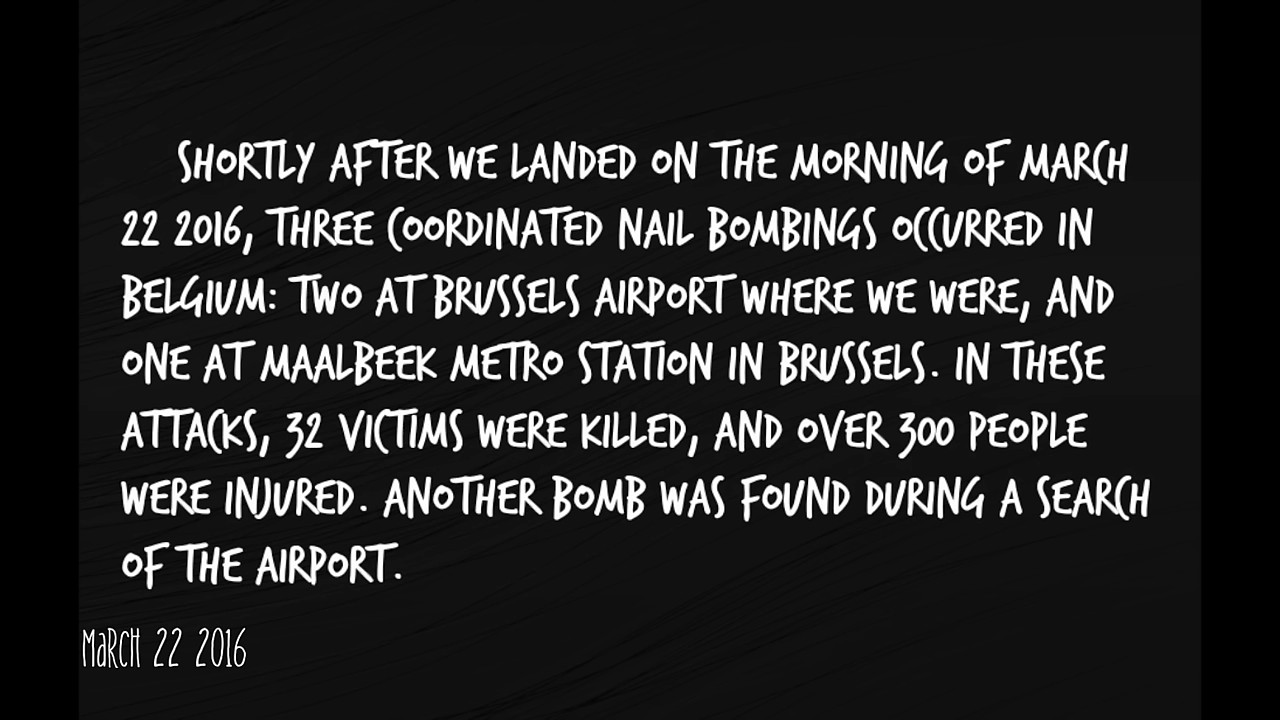 SHORTLY AFTER WE LANDED ON THE MORNING OF MARCH
22 2016, THREE COORDINATED NAIL BOMBINGS OCCURRED IN
BELGIUM: TWO AT BRUSSELS AIRPORT WHERE WE WERE, AND
ONE AT MAALBEEK METRO STATION IN BRUSSELS. IN THESE
ATTACKS, 32 VICTIMS WERE KILLED, AND OVER 300 PEOPLE
WERE INJURED. ANOTHER BOMB WAS FOUND DURING A SEARCH
OF THE AIRPORT.
MaRCH 22 2016